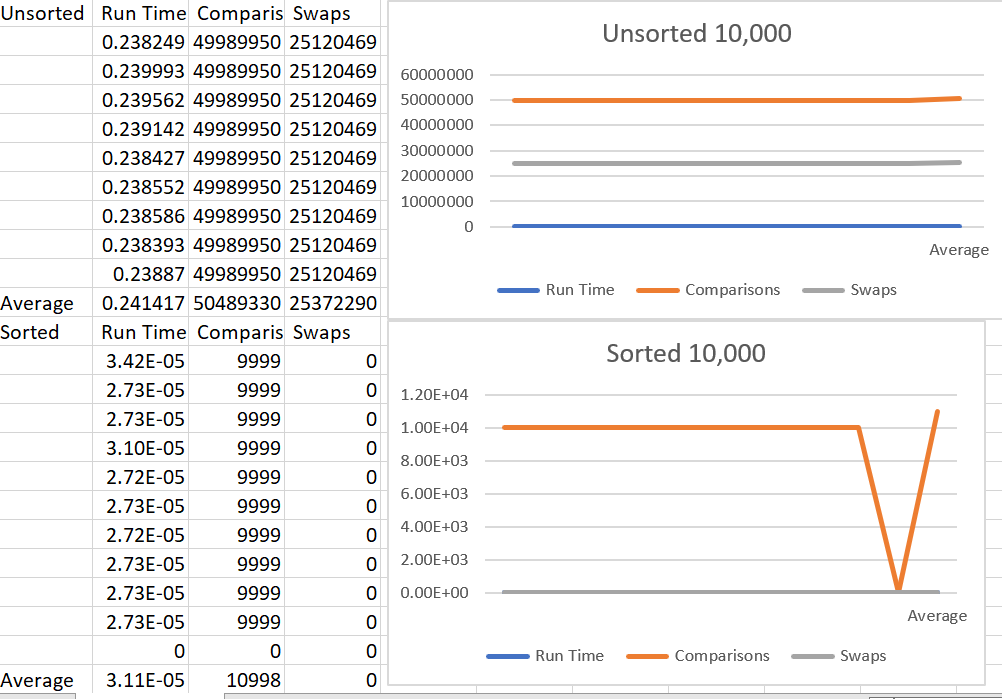 Unsorted Run Time Comparis Swaps
0.238249 49989950 25120469
0.239993 49989950 25120469
0.239562 49989950 25120469
0.239142 49989950 25120469
0.238427 49989950 25120469
0.238552 49989950 25120469
0.238586 49989950 25120469
0.238393 49989950 25120469
0.23887 49989950 25120469
Average 0.241417 50489330 25372290
Sorted Run Time Comparis Swaps
3.42E-05 9999 0
2.73E-05 9999 0
2.73E-05 9999 0
3.10E-05 9999 0
2.72E-05 9999 0
2.73E-05 9999 0
2.72E-05 9999 0
2.73E-05 9999 0
2.73E-05 9999 0
2.73E-05 9999 0
0 0 0
Average 3.11E-05 10998 0
Unsorted 10,000
60000000
50000000
40000000
30000000
20000000
10000000
0
Average
Run Time Comparisons Swaps
Sorted 10,000
1.20E+04
1.00E+04
8.00E+03
6.00E+03
4.00E+03
2.00E+03
0.00E+00
Average
Run Time Comparisons Swaps